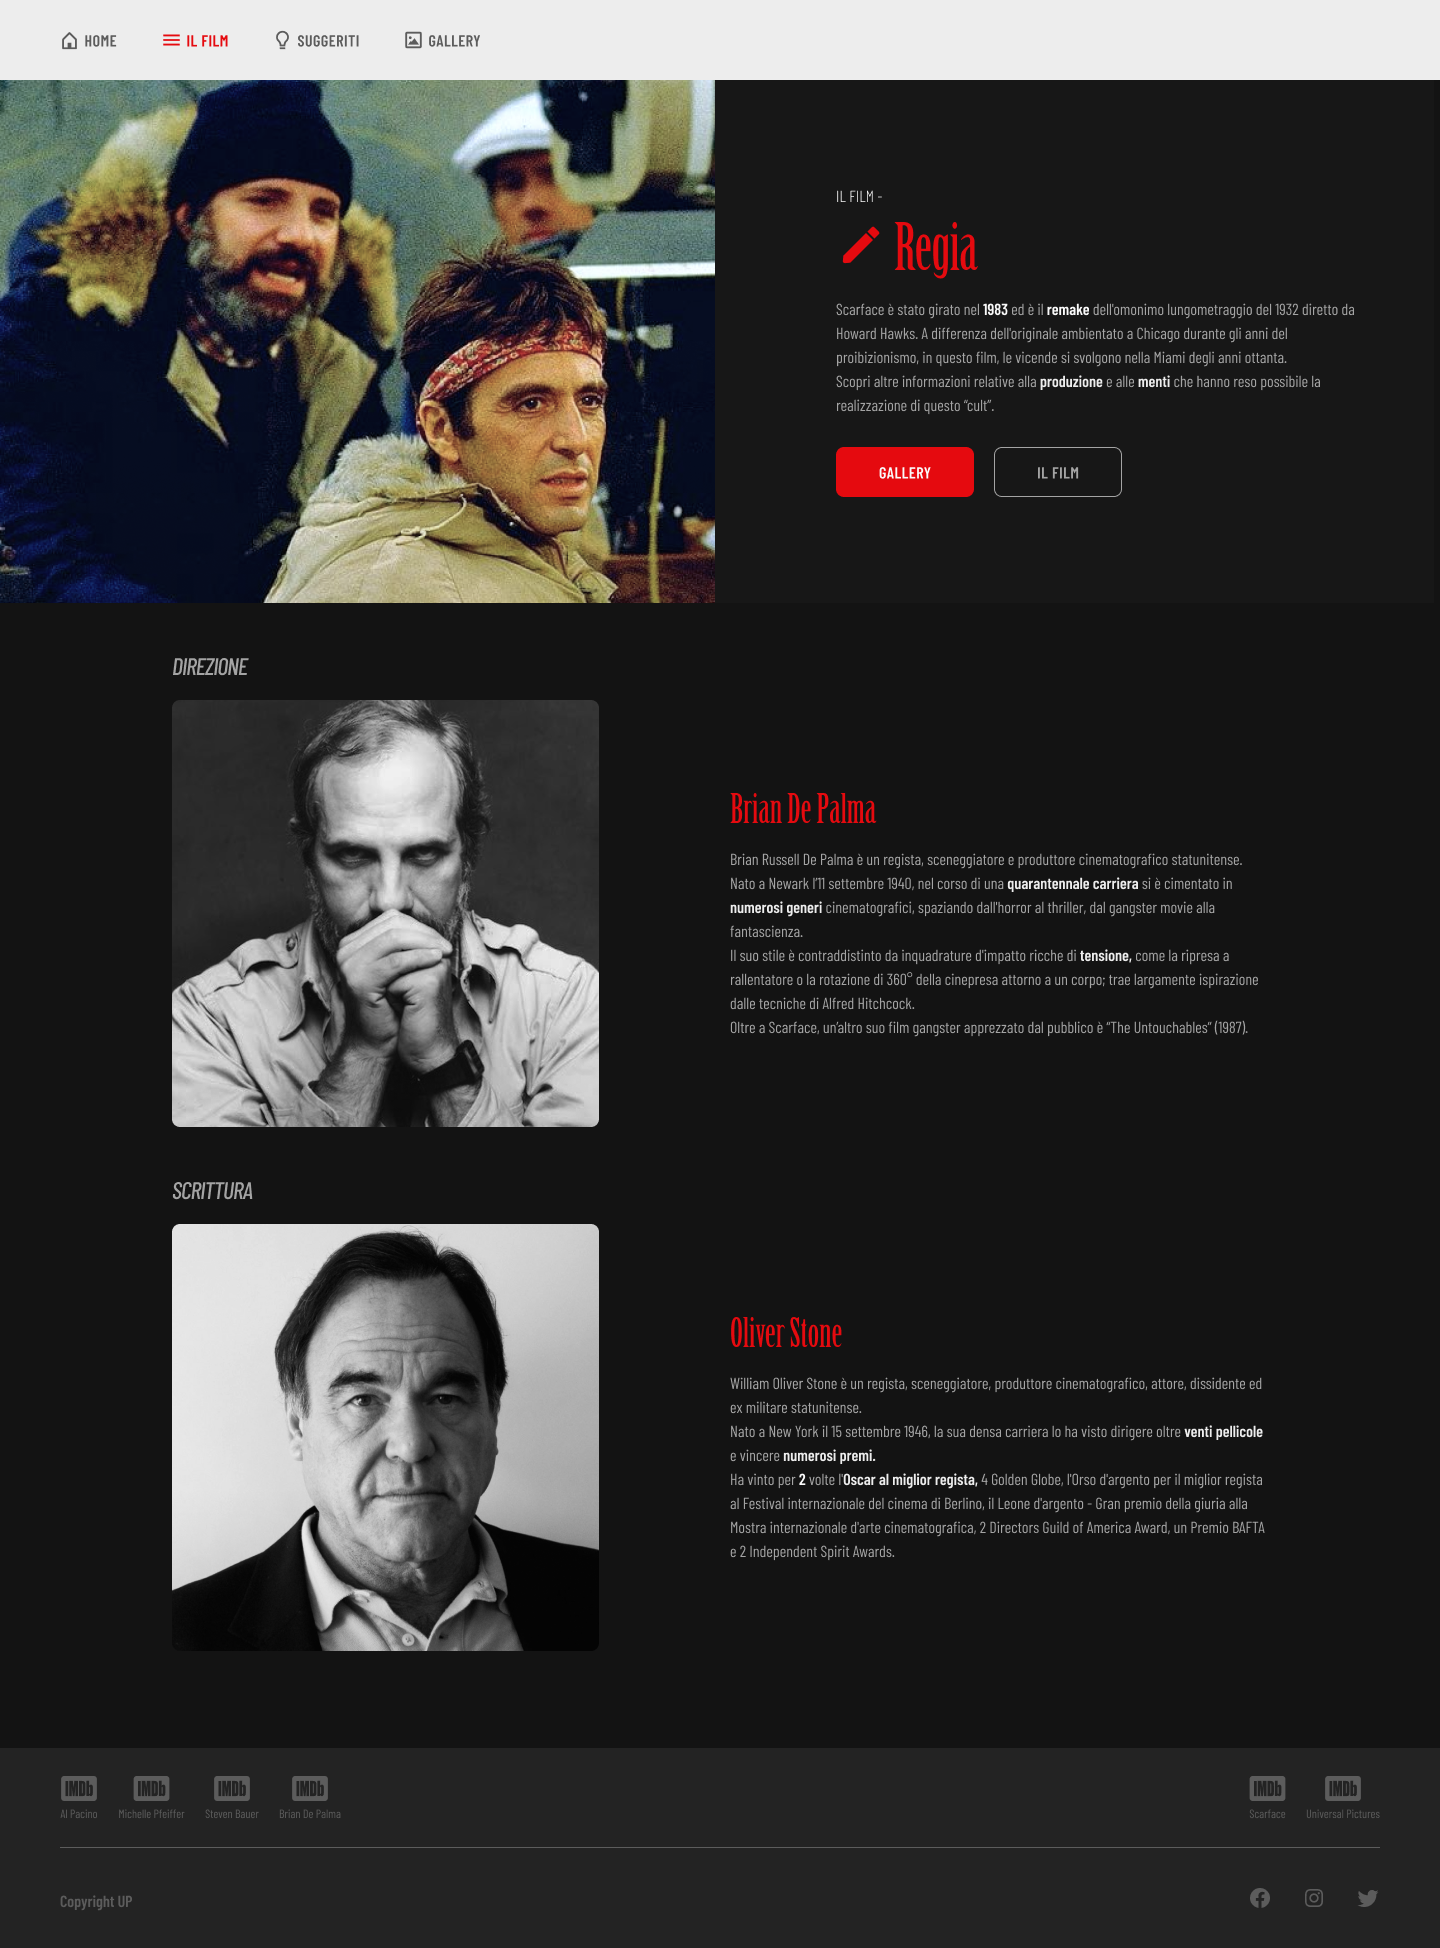 HOME
IL FILM
SUGGERITI
GALLERY
IL FILM -
Regia
Scarface è stato girato nel 1983 ed è il remake dell'omonimo lungometraggio del 1932 diretto da
Howard Hawks. A differenza dell'originale ambientato a Chicago durante gli anni del
proibizionismo, in questo film, le vicende si svolgono nella Miami degli anni ottanta.
Scopri altre informazioni relative alla produzione e alle menti che hanno reso possibile la
realizzazione di questo “cult”.
GALLERY
IL FILM
DIREZIONE
Brian De Palma
Brian Russell De Palma è un regista, sceneggiatore e produttore cinematografico statunitense.
Nato a Newark l'11 settembre 1940, nel corso di una quarantennale carriera si è cimentato in
numerosi generi cinematografici, spaziando dall'horror al thriller, dal gangster movie alla
fantascienza.
Il suo stile è contraddistinto da inquadrature d'impatto ricche di tensione, come la ripresa a
rallentatore o la rotazione di 360° della cinepresa attorno a un corpo; trae largamente ispirazione
dalle tecniche di Alfred Hitchcock.
Oltre a Scarface, un'altro suo film gangster apprezzato dal pubblico è “The Untouchables” (1987).
SCRITTURA
Oliver Stone
William Oliver Stone è un regista, sceneggiatore, produttore cinematografico, attore, dissidente ed
ex militare statunitense.
Nato a New York il 15 settembre 1946, la sua densa carriera lo ha visto dirigere oltre venti pellicole
e vincere numerosi premi.
Ha vinto per 2 volte l'Oscar al miglior regista, 4 Golden Globe, l'Orso d'argento per il miglior regista
al Festival internazionale del cinema di Berlino, il Leone d'argento - Gran premio della giuria alla
Mostra internazionale d'arte cinematografica, 2 Directors Guild of America Award, un Premio BAFTA
e 2 Independent Spirit Awards.
IMDb
Al Pacino
IMDb
Michelle Pfeiffer
IMDb
Steven Bauer
IMDb
Brian De Palma
IMDb
Scarface
IMDb
Universal Pictures
Copyright UP